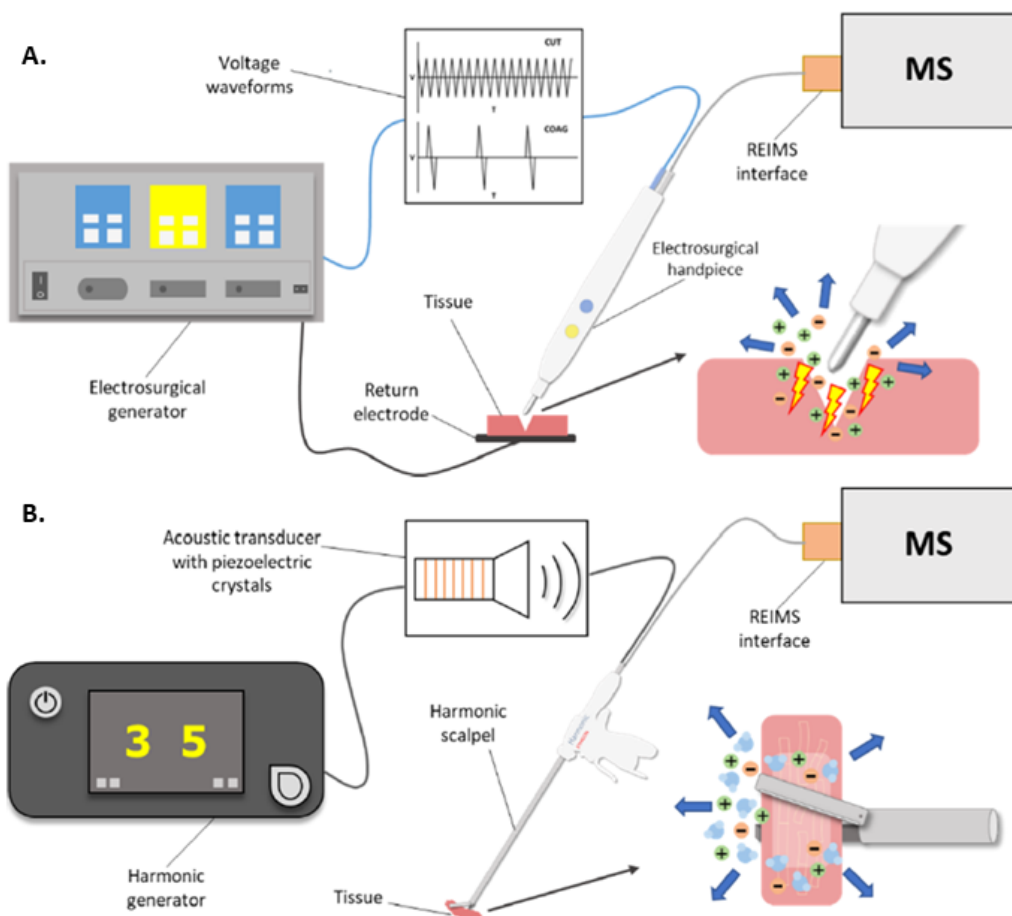 A.
Voltage
waveforms
CUT
V
T
COAG
V
T
MS
REIMS
interface
Electrosurgical
handpiece
Tissue
Return
electrode
Electrosurgical
generator
B.
Acoustic transducer
with piezoelectric
crystals
MS
REIMS
interface
3 5
Harmonic
scalpel
Harmonic
Harmonic
generator
Tissue